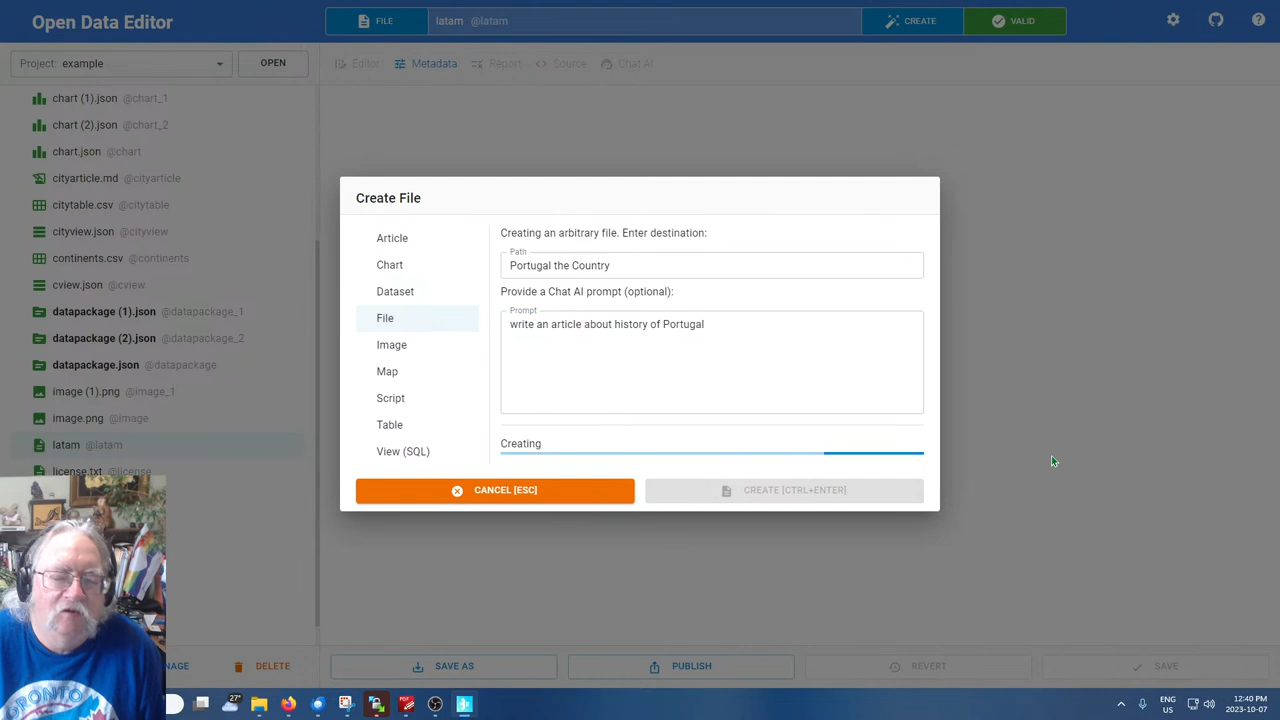 Open Data Editor
FILE
latam @latam
CREATE
VALID
Project: example
OPEN
Editor
Metadata
Report
Source
Chat AI
chart (1).json @chart_1
chart (2).json @chart_2
chart.json @chart
cityarticle.md @cityarticle
citytable.csv @citytable
cityview.json @cityview
continents.csv @continents
cview.json @cview
datapackage (1).json @datapackage_1
datapackage (2).json @datapackage_2
datapackage.json @datapackage
image (1).png @image_1
image.png @image
latam @latam
license.txt @license
Create File
Article
Chart
Dataset
File
Image
Map
Script
Table
View (SQL)
Creating an arbitrary file. Enter destination:
Path
Portugal the Country
Provide a Chat AI prompt (optional):
Prompt
write an article about history of Portugal
Creating
CANCEL [ESC]
CREATE [CTRL+ENTER]
NAGE
DELETE
SAVE AS
PUBLISH
REVERT
SAVE
27°
ENG
US
12:40 PM
2023-10-07